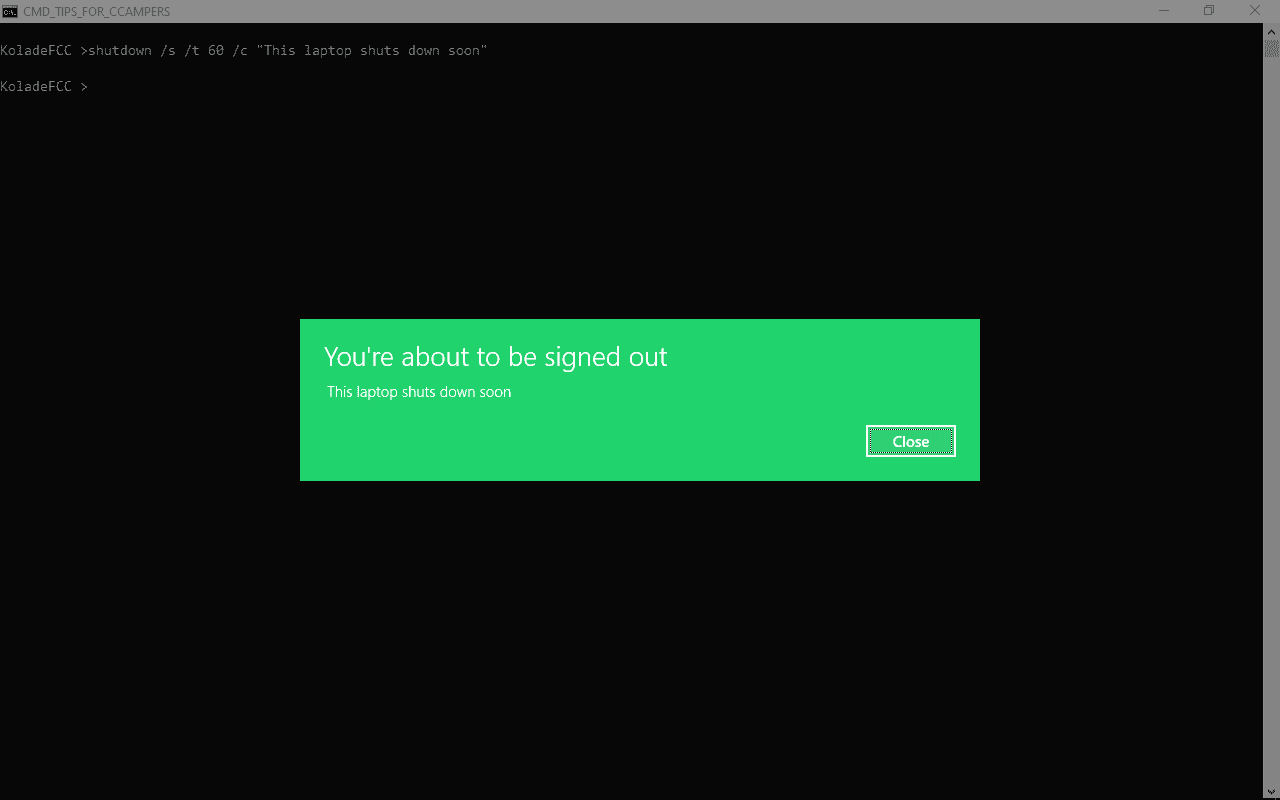 CMD_TIPS_FOR_CCAMPERS
KoladeFCC >shutdown /s /t 60 /c "This laptop shuts down soon"
KoladeFCC >
You're about to be signed out
This laptop shuts down soon
Close